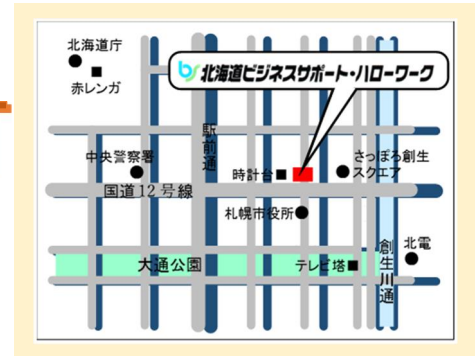 北海道庁
赤レンガ
北海道ビジネスサポート・ハローワーク
駅前通
中央警察署
時計台
さっぽろ創生
スクエア
国道12号線
札幌市役所
大通公園
テレビ塔
創生川通
北電